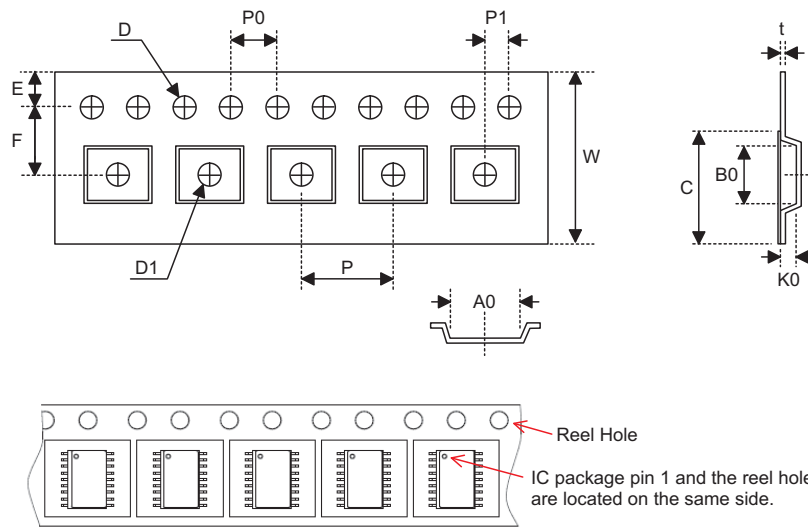 D
P0
P1
t
E
F
W
C
B0
D1
P
K0
A0
Reel Hole
IC package pin 1 and the reel hole
are located on the same side.